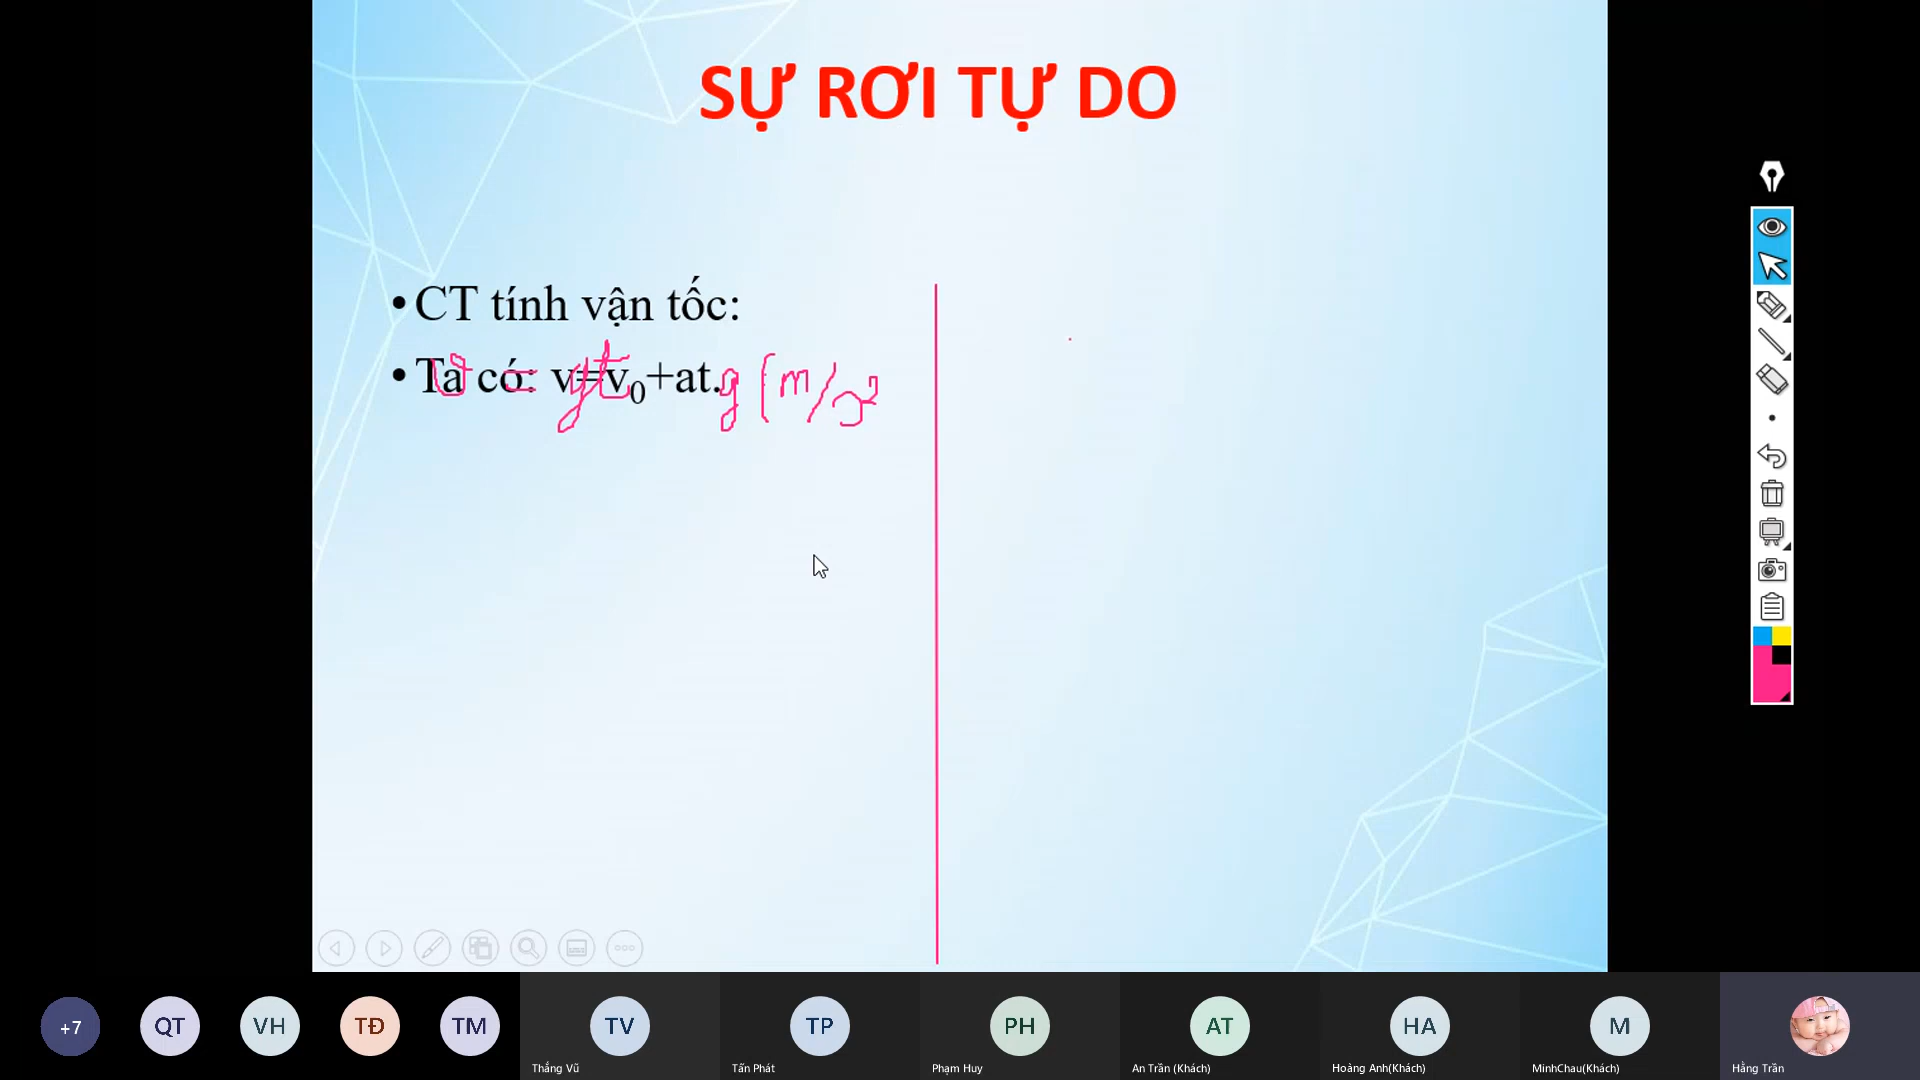 SỰ RƠI TỰ DO
• CT tính vận tốc:
• Ta có: v=v₀+at.
v = gt g (m/s²
+7 QT VH TĐ TM TV TP PH AT HA M
Thắng Vũ Tấn Phát Phạm Huy An Trần (Khách) Hoàng Anh(Khách) MinhChau(Khách) Hằng Trần